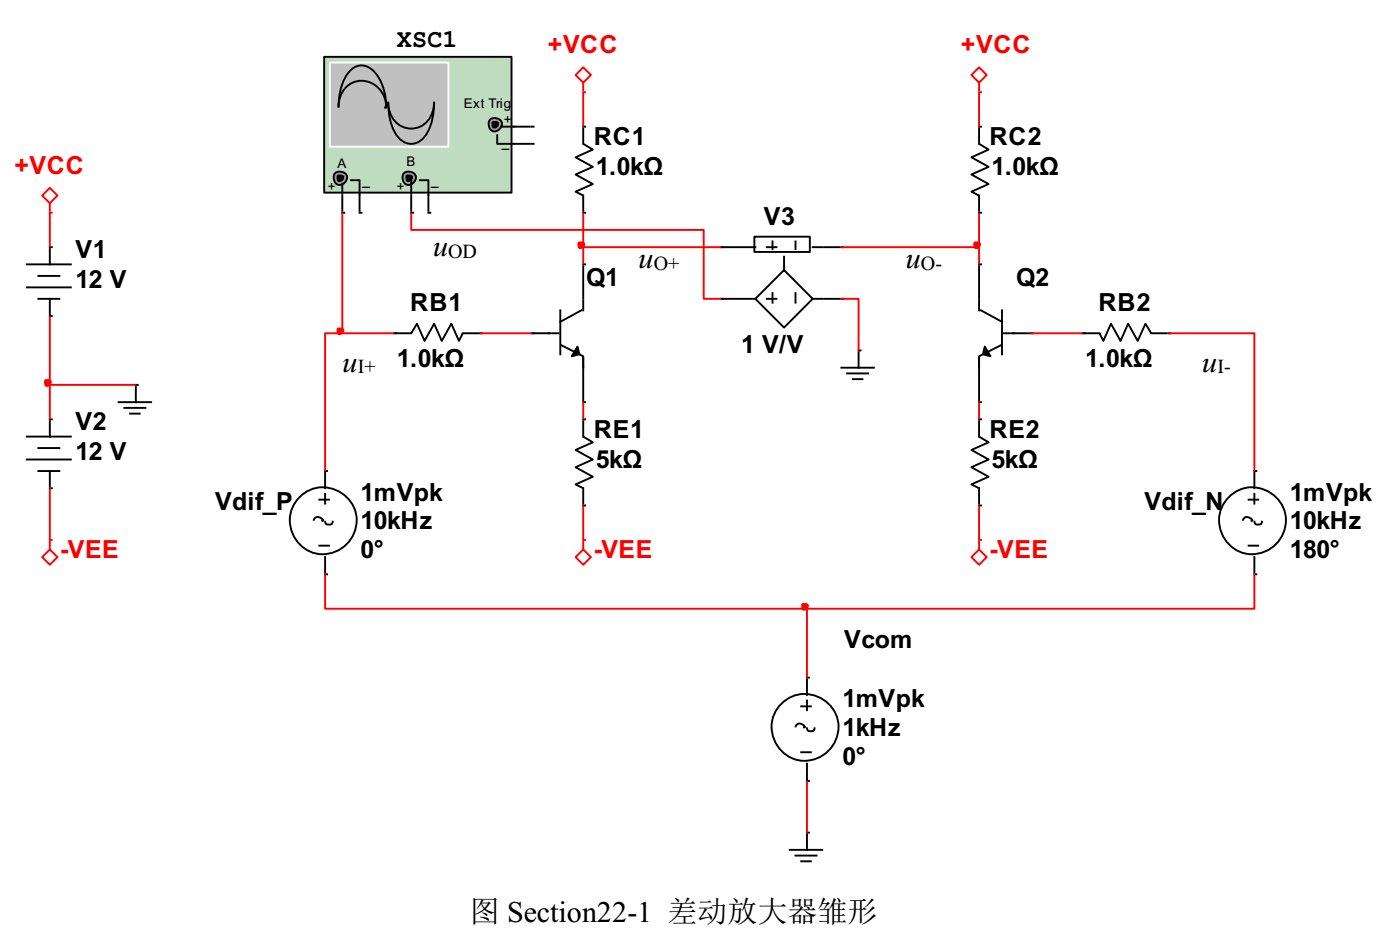 XSC1
Ext Trig
+
−
A
B
+ − + −
+VCC
V1
12 V
V2
12 V
-VEE
+VCC
RC1
1.0kΩ
+VCC
RC2
1.0kΩ
V3
+ −
+ −
1 V/V
uOD
uO+
uO-
Q1
Q2
RB1
1.0kΩ
uI+
RB2
1.0kΩ
uI-
RE1
5kΩ
-VEE
RE2
5kΩ
-VEE
Vdif_P
+
−
1mVpk
10kHz
0°
Vdif_N
+
−
1mVpk
10kHz
180°
Vcom
+
−
1mVpk
1kHz
0°
图 Section22-1 差动放大器雏形